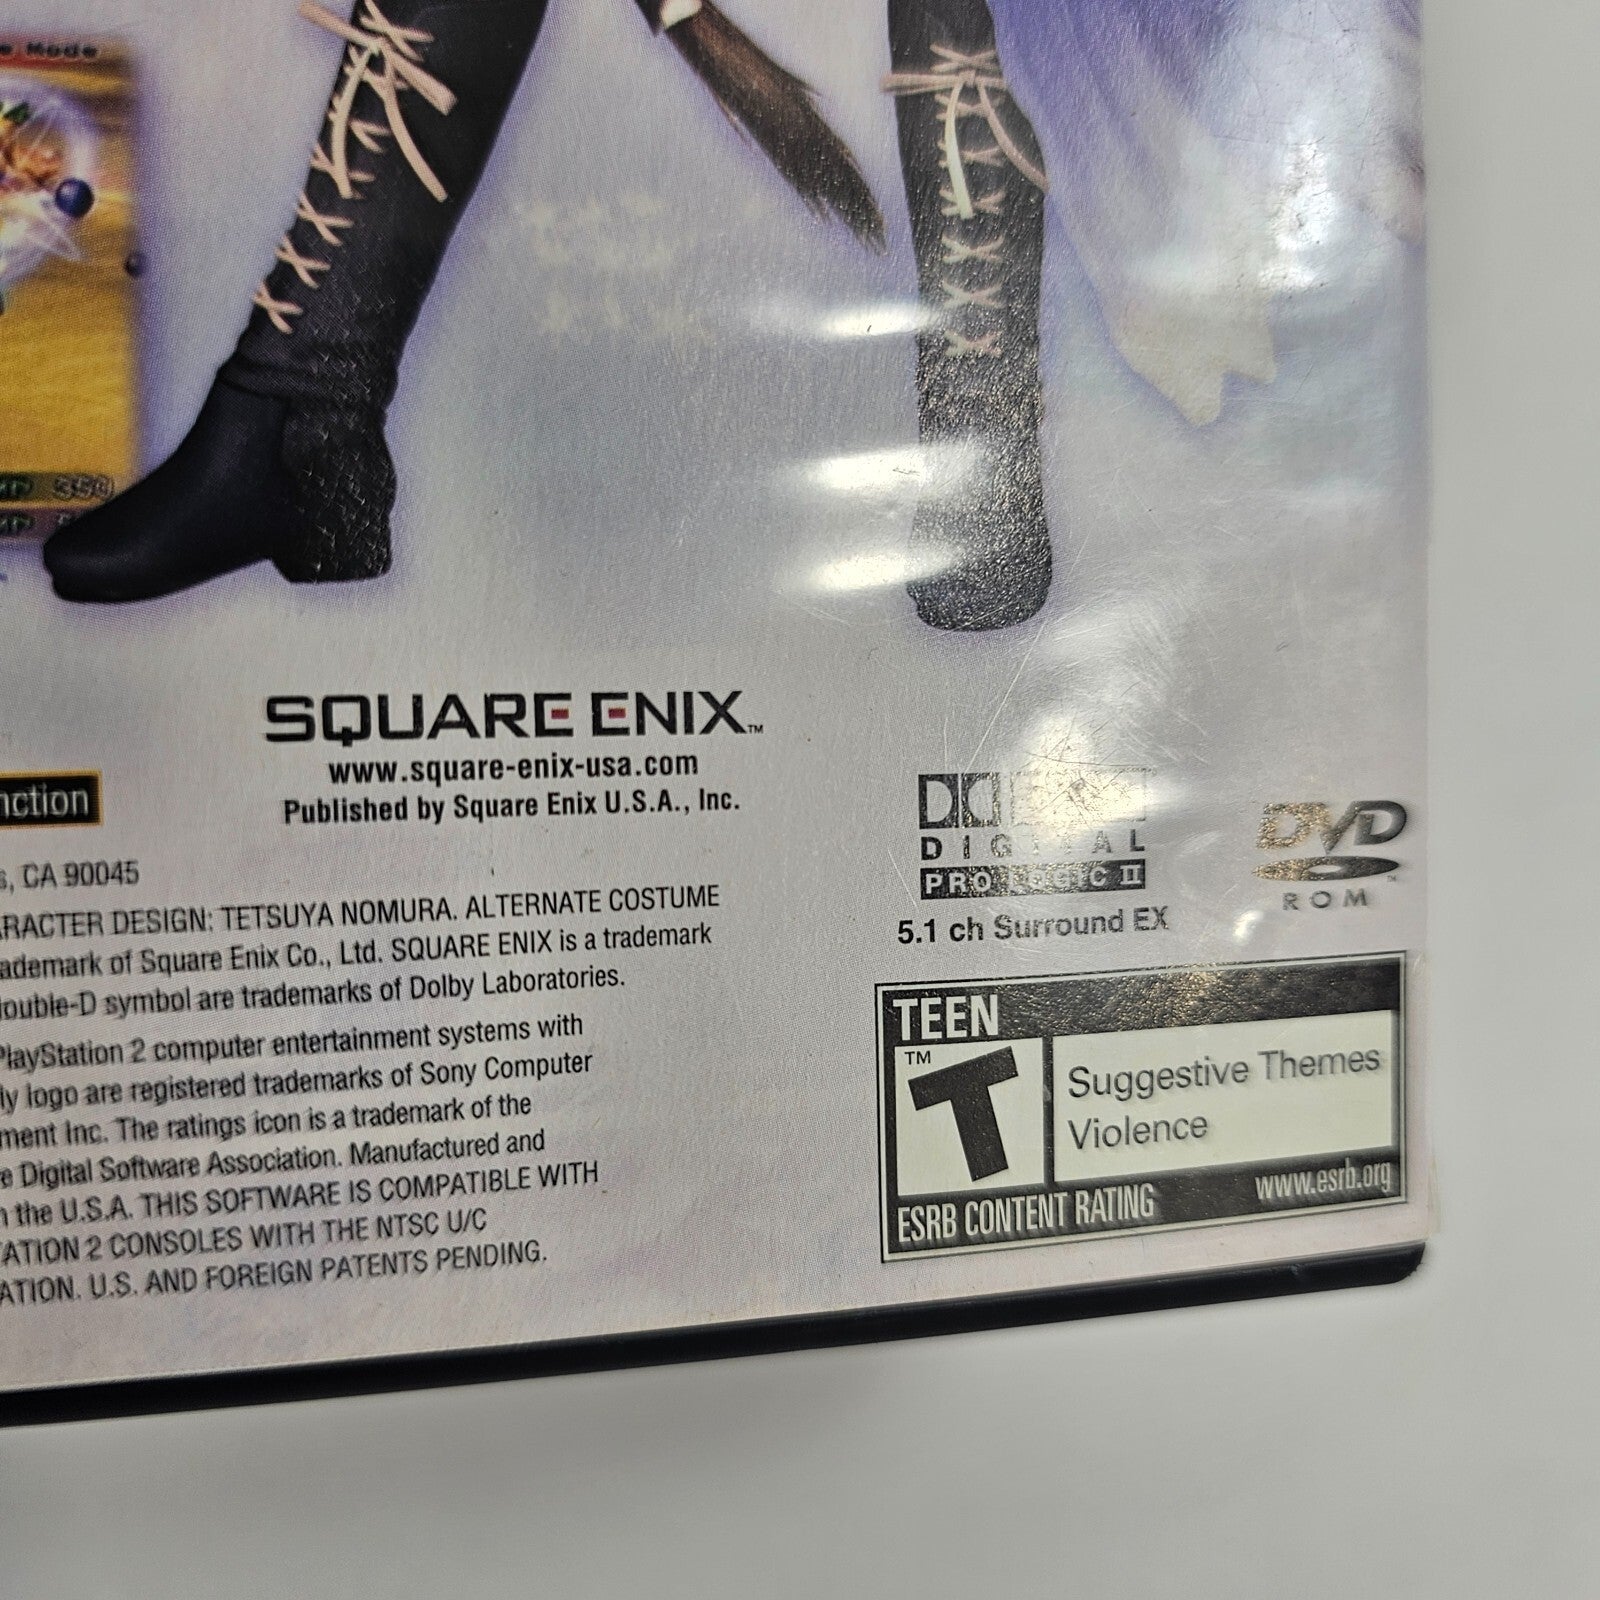 Mode
350
SQUARE ENIX™
www.square-enix-usa.com
Published by Square Enix U.S.A., Inc.
nction
s, CA 90045
RACTER DESIGN: TETSUYA NOMURA. ALTERNATE COSTUME
ademark of Square Enix Co., Ltd. SQUARE ENIX is a trademark
ouble-D symbol are trademarks of Dolby Laboratories.
PlayStation 2 computer entertainment systems with
ly logo are registered trademarks of Sony Computer
ment Inc. The ratings icon is a trademark of the
e Digital Software Association. Manufactured and
n the U.S.A. THIS SOFTWARE IS COMPATIBLE WITH
TATION 2 CONSOLES WITH THE NTSC U/C
ATION. U.S. AND FOREIGN PATENTS PENDING.
DIGITAL
PRO LOGIC II
5.1 ch Surround EX
DVD
ROM
TEEN
T™
Suggestive Themes
Violence
ESRB CONTENT RATING www.esrb.org